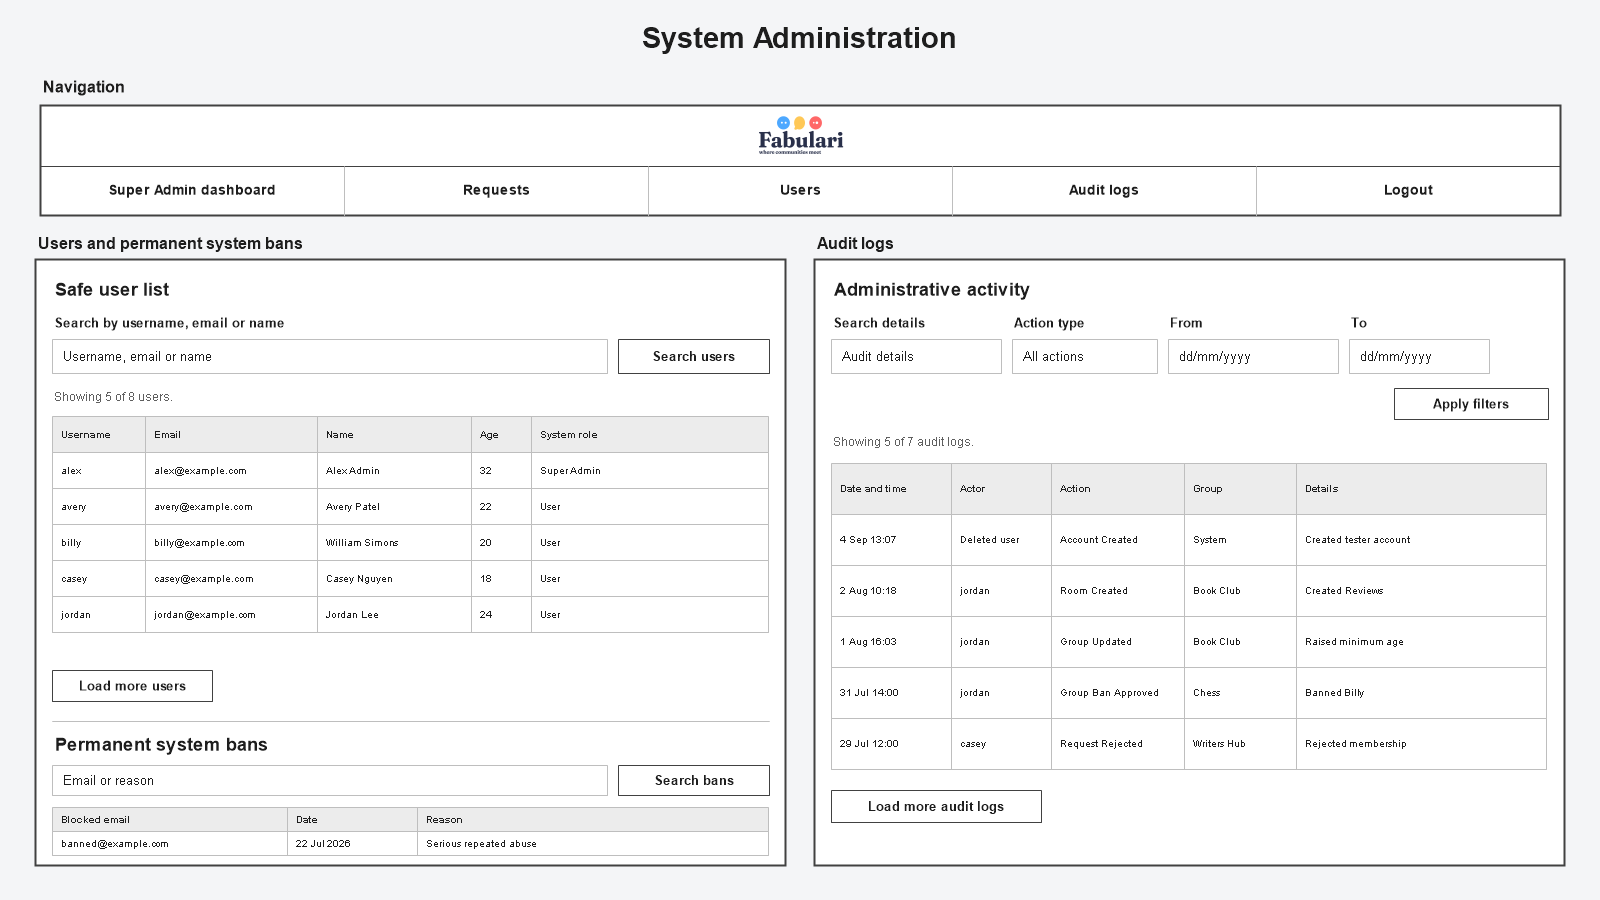 System Administration
Navigation
Fabulari
where communities meet
Super Admin dashboard Requests Users Audit logs Logout
Users and permanent system bans
Safe user list
Search by username, email or name
Username, email or name Search users
Showing 5 of 8 users.
Username Email Name Age System role
alex alex@example.com Alex Admin 32 Super Admin
avery avery@example.com Avery Patel 22 User
billy billy@example.com William Simons 20 User
casey casey@example.com Casey Nguyen 18 User
jordan jordan@example.com Jordan Lee 24 User
Load more users
Permanent system bans
Email or reason Search bans
Blocked email Date Reason
banned@example.com 22 Jul 2026 Serious repeated abuse
Audit logs
Administrative activity
Search details Action type From To
Audit details All actions dd/mm/yyyy dd/mm/yyyy
Apply filters
Showing 5 of 7 audit logs.
Date and time Actor Action Group Details
4 Sep 13:07 Deleted user Account Created System Created tester account
2 Aug 10:18 jordan Room Created Book Club Created Reviews
1 Aug 16:03 jordan Group Updated Book Club Raised minimum age
31 Jul 14:00 jordan Group Ban Approved Chess Banned Billy
29 Jul 12:00 casey Request Rejected Writers Hub Rejected membership
Load more audit logs